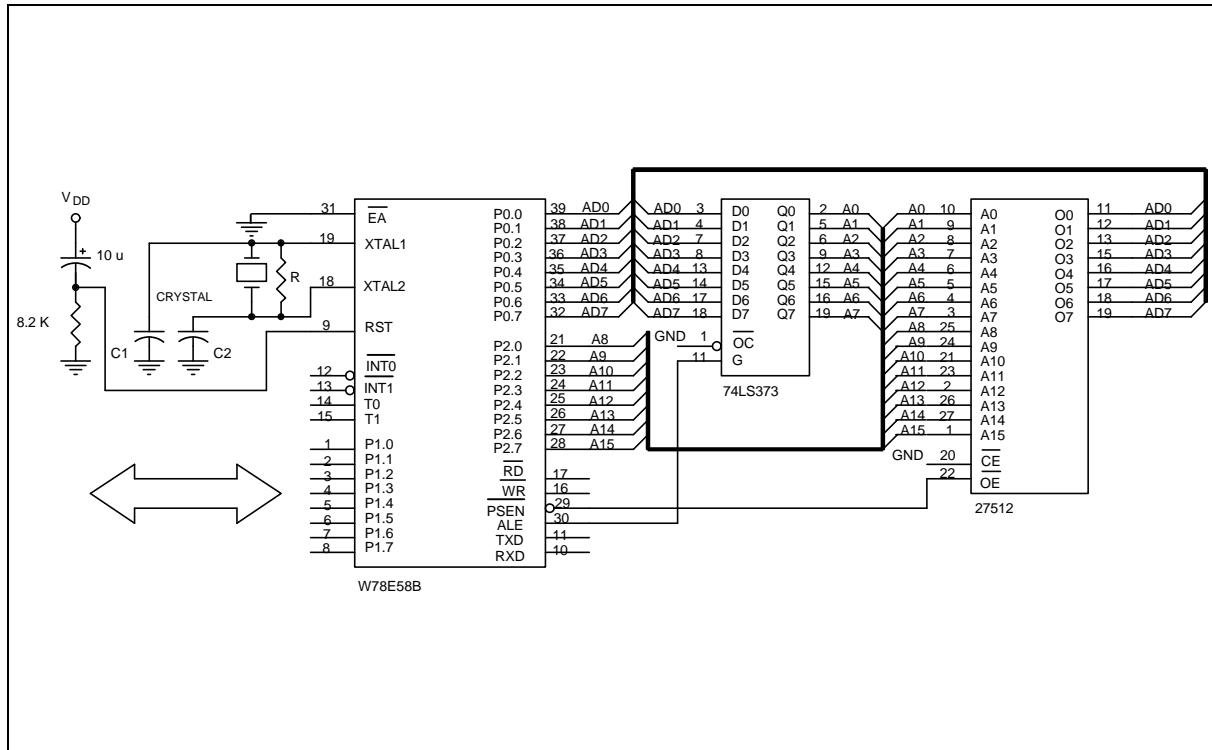 VDD
10 u
8.2 K
C1
C2
CRYSTAL
R
31 EA
19 XTAL1
18 XTAL2
9 RST
12 INT0
13 INT1
14 T0
15 T1
1 P1.0
2 P1.1
3 P1.2
4 P1.3
5 P1.4
6 P1.5
7 P1.6
8 P1.7
P0.0 39 AD0
P0.1 38 AD1
P0.2 37 AD2
P0.3 36 AD3
P0.4 35 AD4
P0.5 34 AD5
P0.6 33 AD6
P0.7 32 AD7
P2.0 21 A8
P2.1 22 A9
P2.2 23 A10
P2.3 24 A11
P2.4 25 A12
P2.5 26 A13
P2.6 27 A14
P2.7 28 A15
RD 17
WR 16
PSEN 29
ALE 30
TXD 11
RXD 10
W78E58B
AD0 3 D0 Q0 2 A0
AD1 4 D1 Q1 5 A1
AD2 7 D2 Q2 6 A2
AD3 8 D3 Q3 9 A3
AD4 13 D4 Q4 12 A4
AD5 14 D5 Q5 15 A5
AD6 17 D6 Q6 16 A6
AD7 18 D7 Q7 19 A7
GND 1 OC
11 G
74LS373
A0 10 A0 O0 11 AD0
A1 9 A1 O1 12 AD1
A2 8 A2 O2 13 AD2
A3 7 A3 O3 15 AD3
A4 6 A4 O4 16 AD4
A5 5 A5 O5 17 AD5
A6 4 A6 O6 18 AD6
A7 3 A7 O7 19 AD7
A8 25 A8
A9 24 A9
A10 21 A10
A11 23 A11
A12 2 A12
A13 26 A13
A14 27 A14
A15 1 A15
GND 20 CE
22 OE
27512